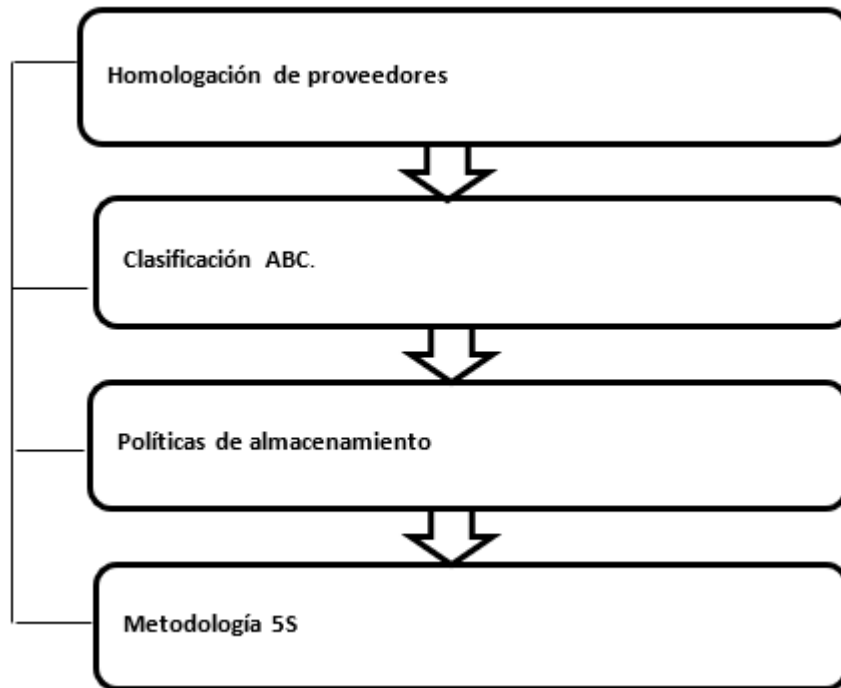 Homologación de proveedores
Clasificación ABC.
Políticas de almacenamiento
Metodología 5S